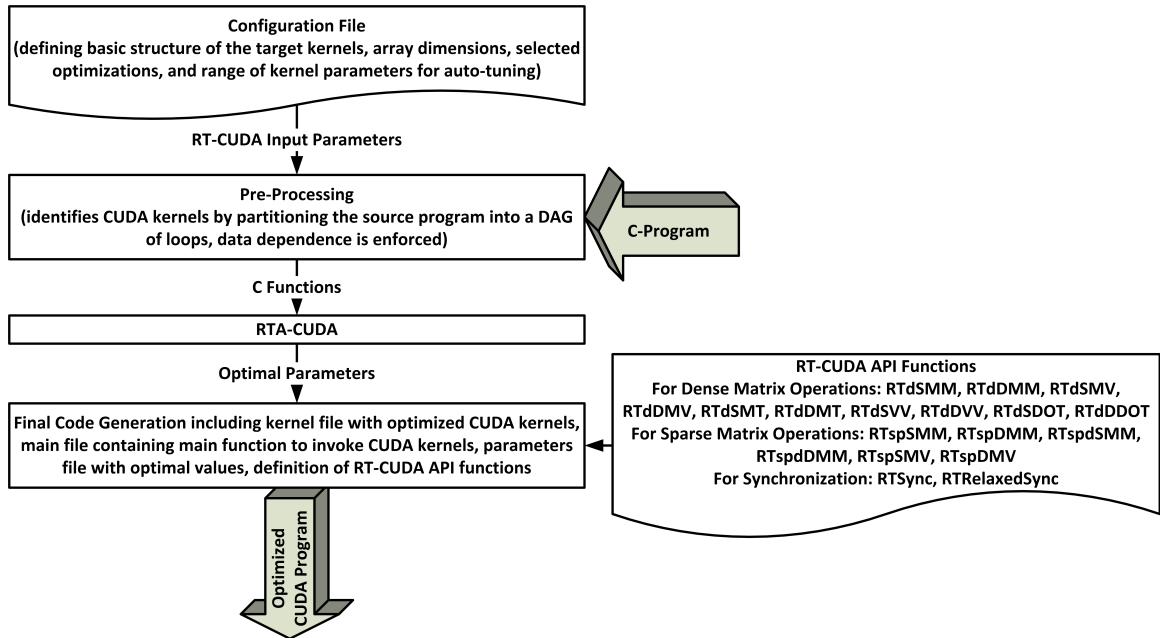 Configuration File
(defining basic structure of the target kernels, array dimensions, selected
optimizations, and range of kernel parameters for auto-tuning)
RT-CUDA Input Parameters
Pre-Processing
(identifies CUDA kernels by partitioning the source program into a DAG
of loops, data dependence is enforced)
C-Program
C Functions
RTA-CUDA
Optimal Parameters
Final Code Generation including kernel file with optimized CUDA kernels,
main file containing main function to invoke CUDA kernels, parameters
file with optimal values, definition of RT-CUDA API functions
RT-CUDA API Functions
For Dense Matrix Operations: RTdSMM, RTdDMM, RTdSMV,
RTdDMV, RTdSMT, RTdDMT, RTdSVV, RTdDVV, RTdSDOT, RTdDDOT
For Sparse Matrix Operations: RTspSMM, RTspDMM, RTspdSMM,
RTspdDMM, RTspSMV, RTspDMV
For Synchronization: RTSync, RTRelaxedSync
Optimized
CUDA Program